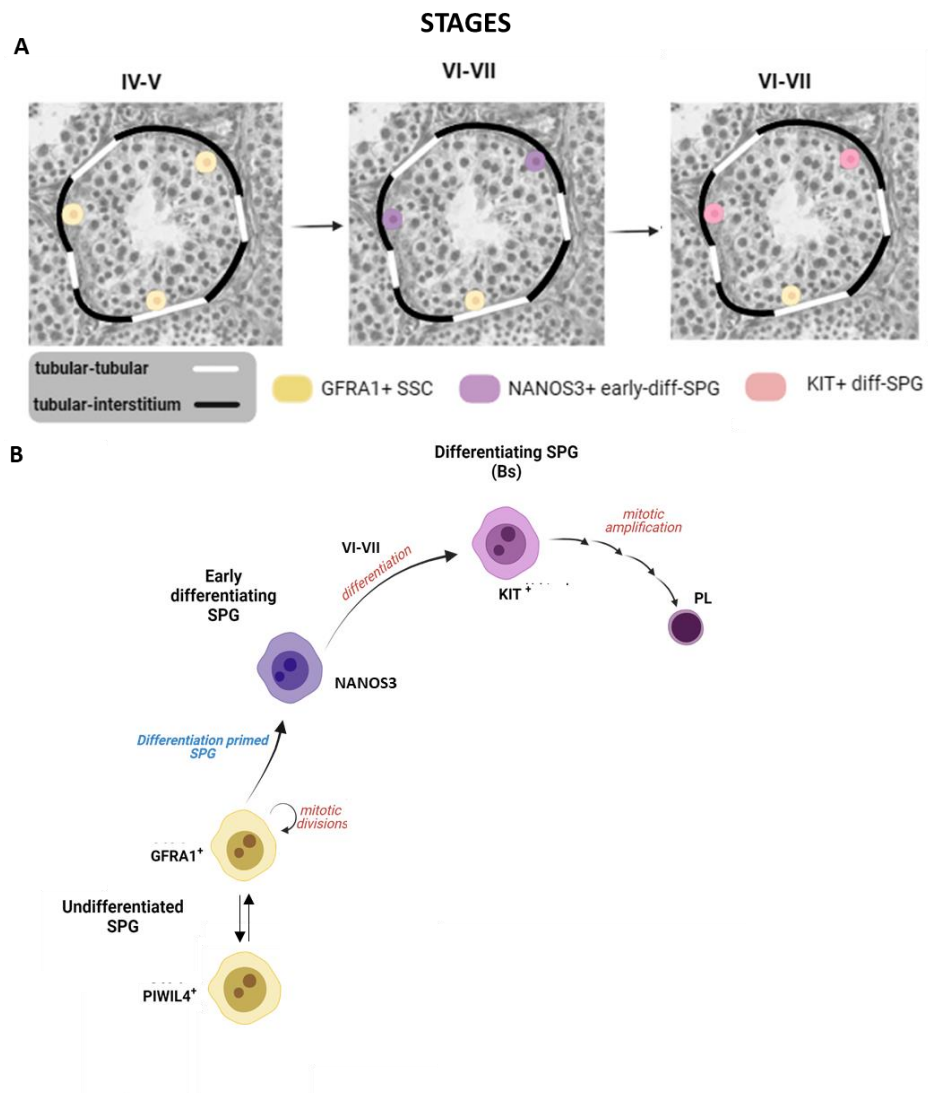 STAGES
A
IV-V
VI-VII
VI-VII
tubular-tubular
tubular-interstitium
GFRA1+ SSC
NANOS3+ early-diff-SPG
KIT+ diff-SPG
B
Differentiating SPG
(Bs)
mitotic
amplification
VI-VII
differentiation
KIT +
PL
Early
differentiating
SPG
NANOS3
Differentiation primed
SPG
mitotic
divisions
GFRA1+
Undifferentiated
SPG
PIWIL4+